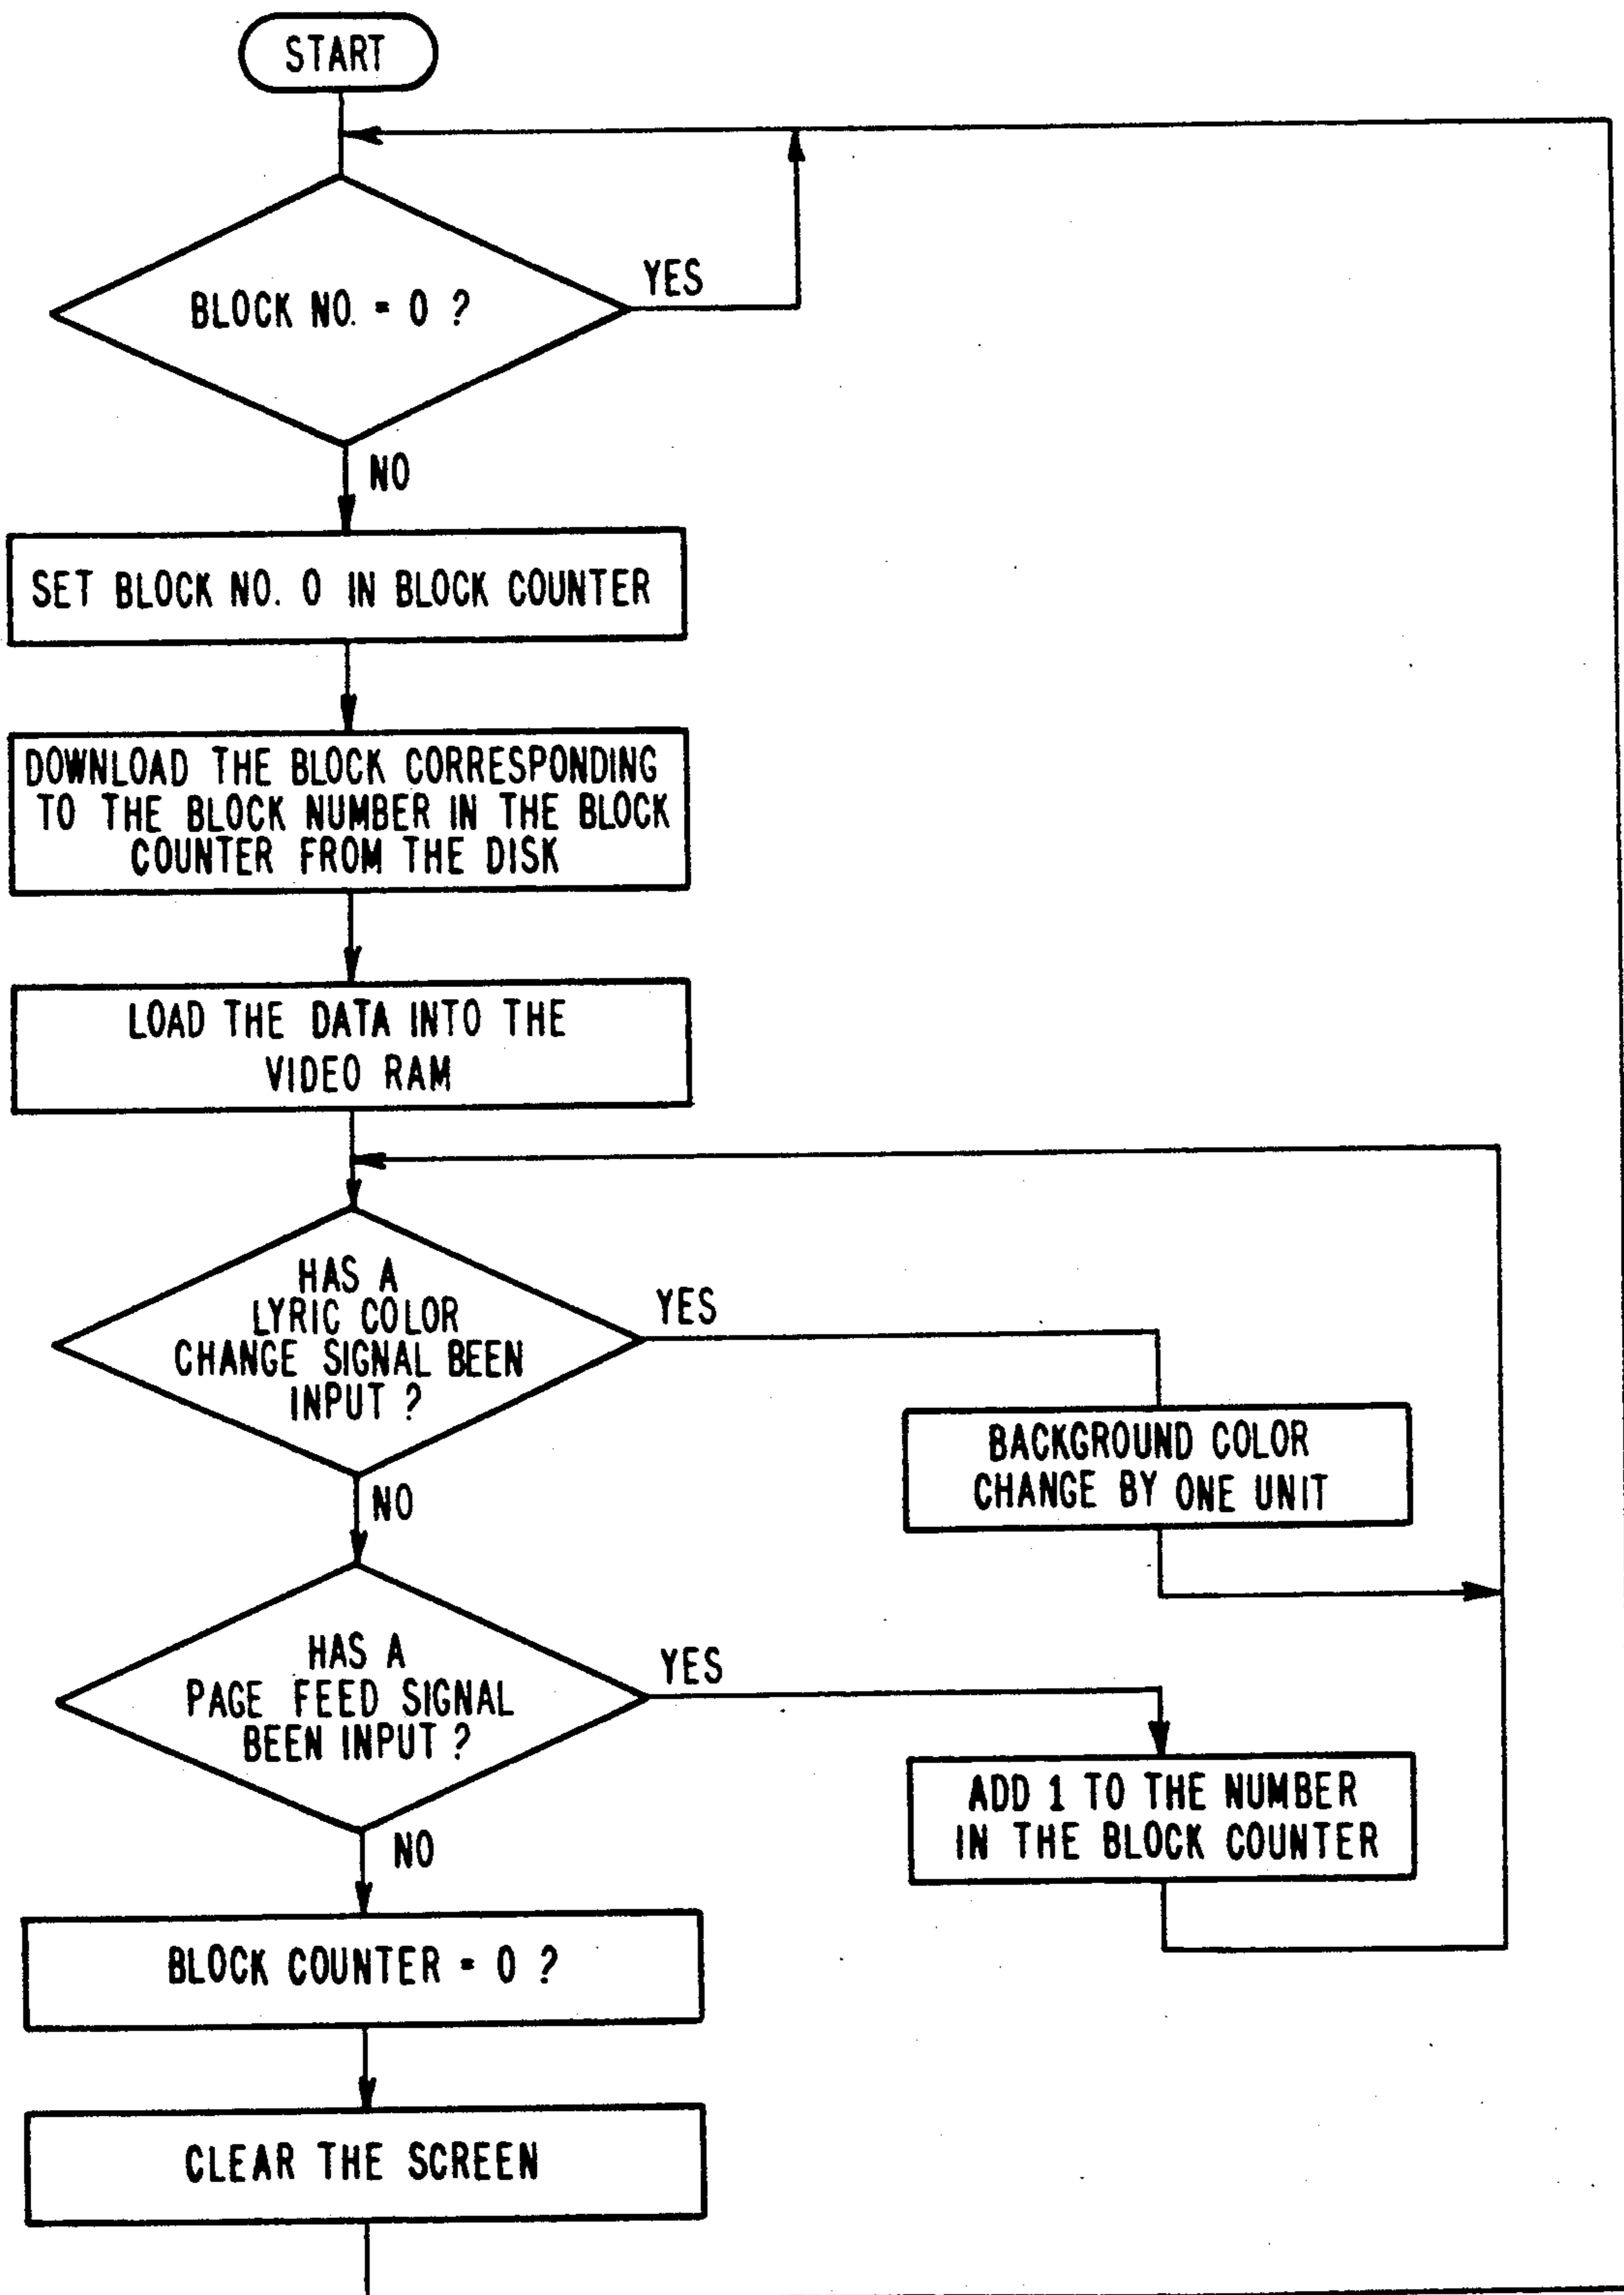 START
BLOCK NO. = 0 ?
YES
NO
SET BLOCK NO. 0 IN BLOCK COUNTER
DOWNLOAD THE BLOCK CORRESPONDING
TO THE BLOCK NUMBER IN THE BLOCK
COUNTER FROM THE DISK
LOAD THE DATA INTO THE
VIDEO RAM
HAS A
LYRIC COLOR
CHANGE SIGNAL BEEN
INPUT ?
YES
BACKGROUND COLOR
CHANGE BY ONE UNIT
NO
HAS A
PAGE FEED SIGNAL
BEEN INPUT ?
YES
ADD 1 TO THE NUMBER
IN THE BLOCK COUNTER
NO
BLOCK COUNTER = 0 ?
CLEAR THE SCREEN